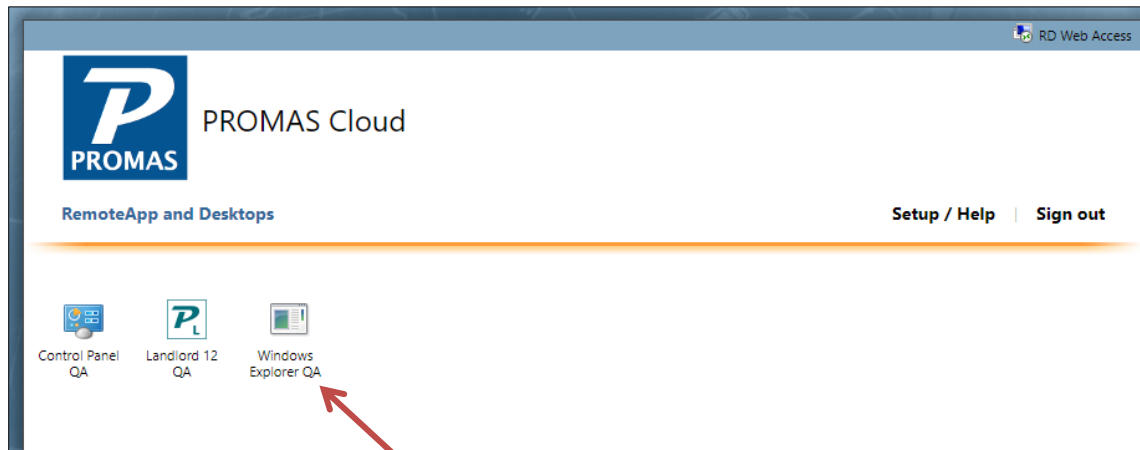 RD Web Access
P
PROMAS
PROMAS Cloud
RemoteApp and Desktops
Setup / Help | Sign out
Control Panel
QA
PL
Landlord 12
QA
Windows
Explorer QA